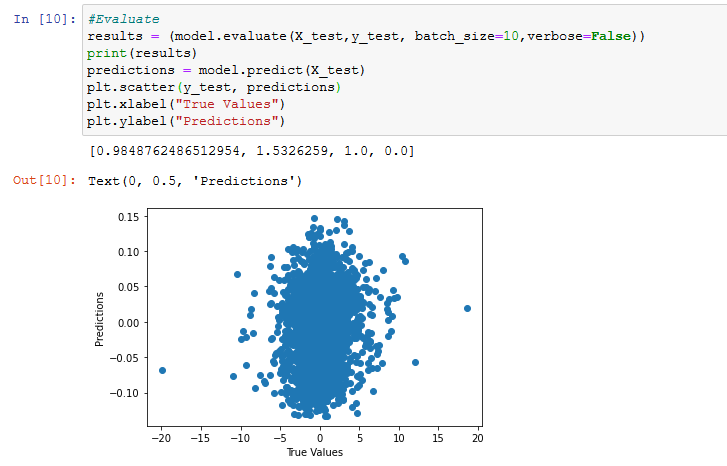 In [10]: #Evaluate
results = (model.evaluate(X_test,y_test, batch_size=10,verbose=False))
print(results)
predictions = model.predict(X_test)
plt.scatter(y_test, predictions)
plt.xlabel("True Values")
plt.ylabel("Predictions")
[0.9848762486512954, 1.5326259, 1.0, 0.0]
Out[10]: Text(0, 0.5, 'Predictions')
0.15
0.10
0.05
0.00
−0.05
−0.10
Predictions
−20 −15 −10 −5 0 5 10 15 20
True Values